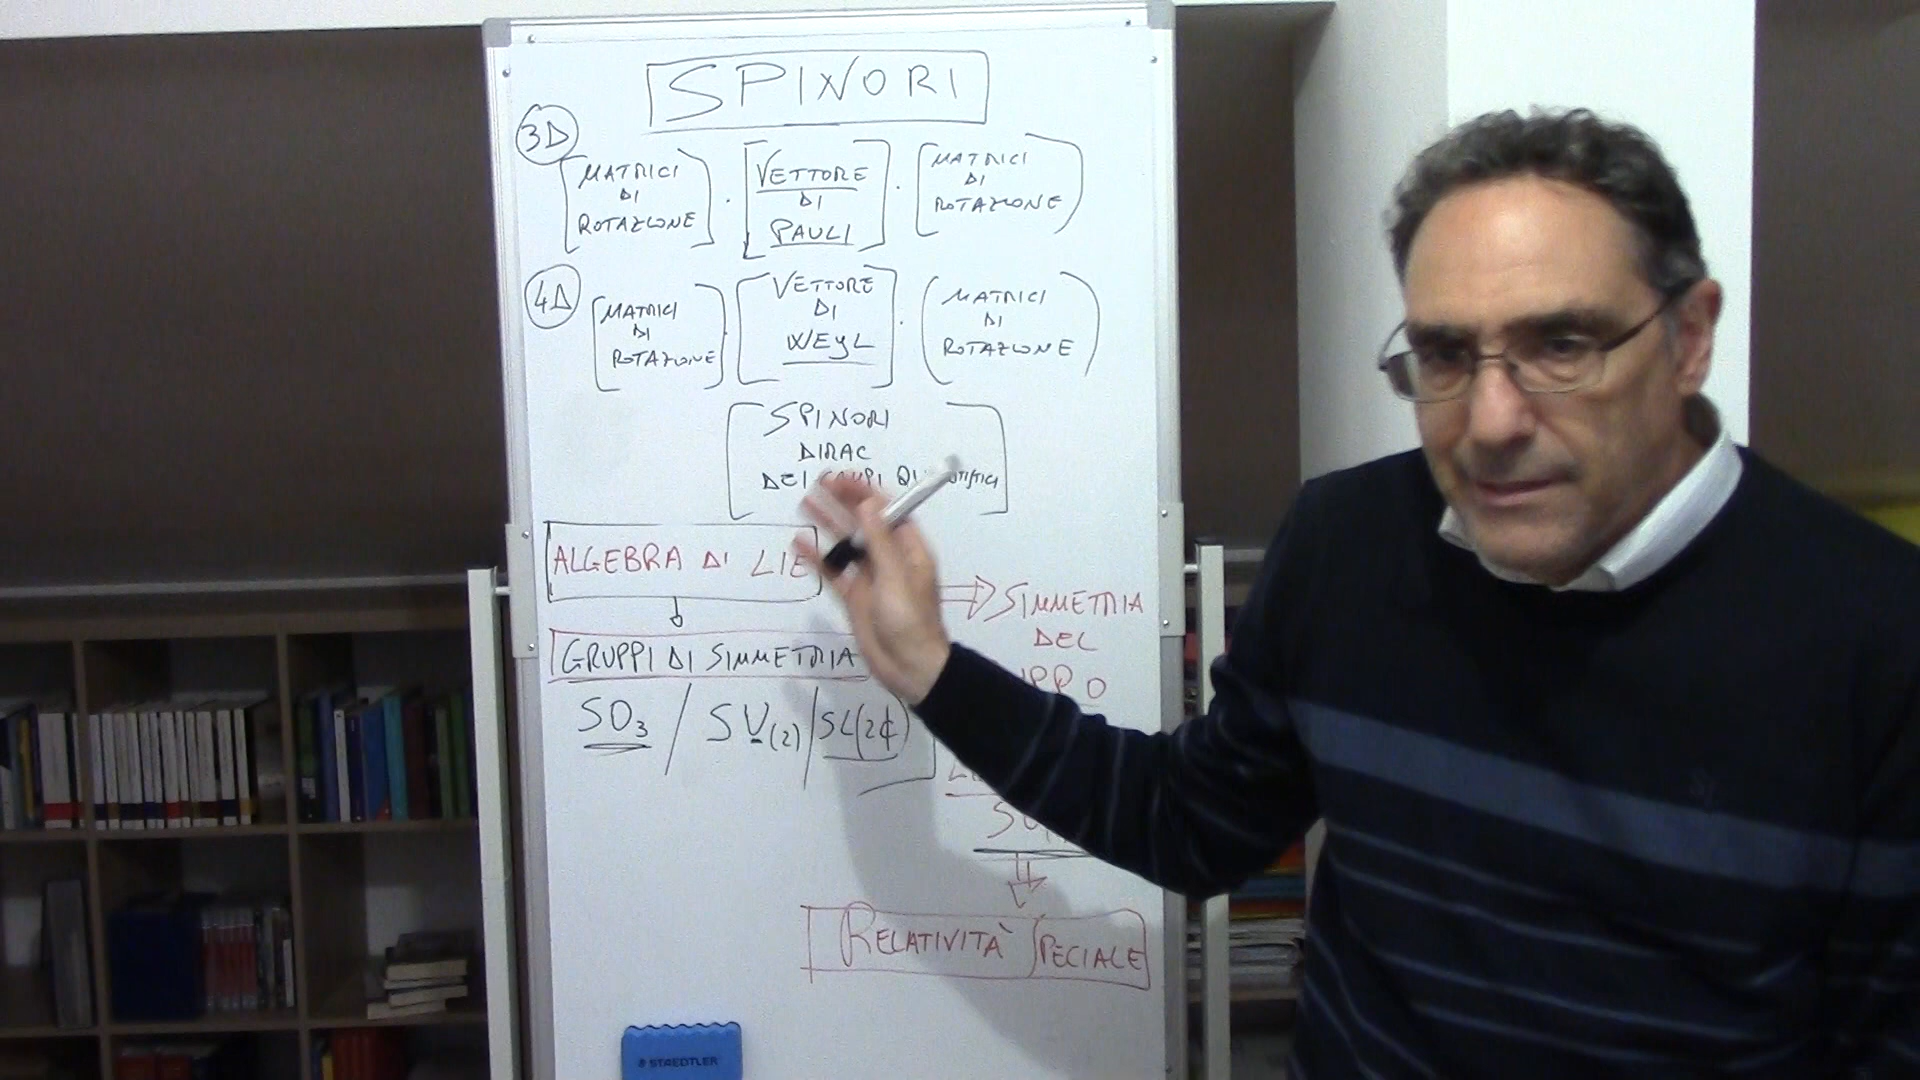 SPINORI
3D
MATRICI
DI
ROTAZIONE
.
VETTORE
DI
PAULI
.
MATRICI
DI
ROTAZIONE
4D
MATRICI
DI
ROTAZIONE
.
VETTORE
DI
WEYL
.
MATRICI
DI
ROTAZIONE
SPINORI
DIRAC
DEI
ALGEBRA DI LIE
GRUPPI DI SIMMETRIA
SO3 / SU(2) / SL(2ȼ)
SIMMETRIA
DEL
RELATIVITÀ SPECIALE
STAEDTLER